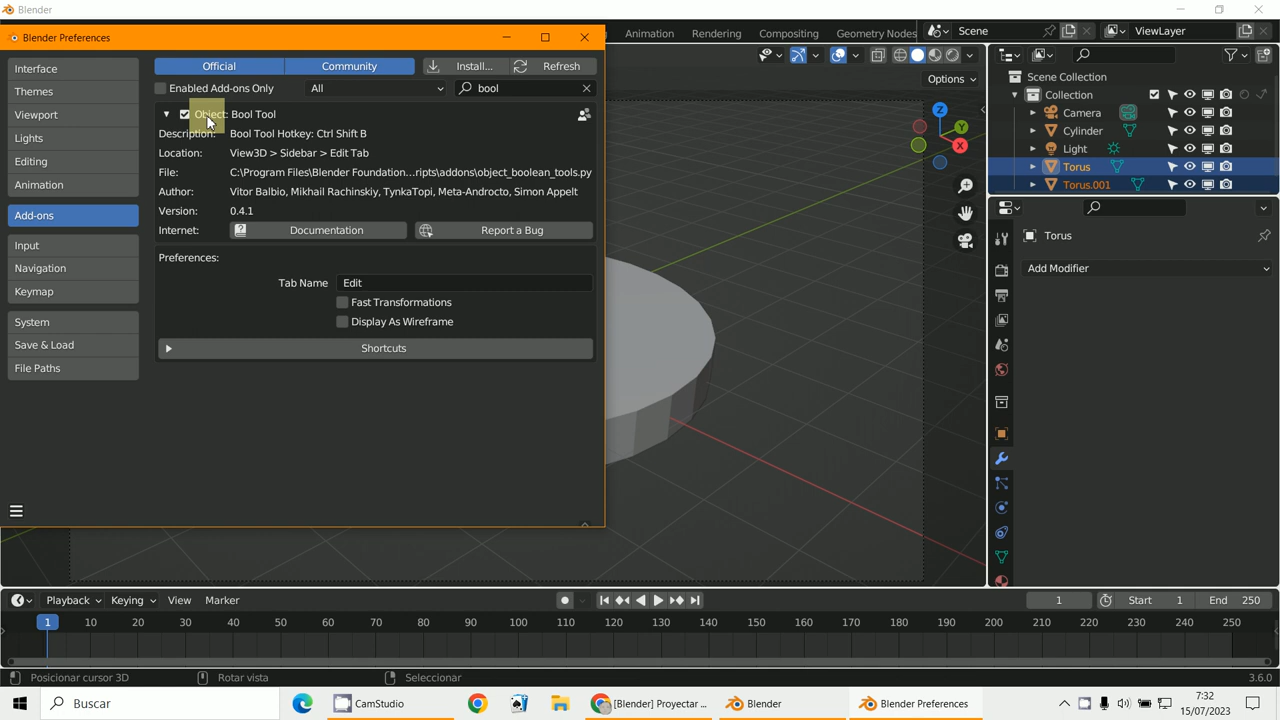 Blender
Blender Preferences
Animation
Rendering
Compositing
Geometry Nodes
Scene
ViewLayer
Interface
Themes
Viewport
Lights
Editing
Animation
Add-ons
Input
Navigation
Keymap
System
Save & Load
File Paths
Official
Community
Install...
Refresh
Enabled Add-ons Only
All
bool
Object: Bool Tool
Description: Bool Tool Hotkey: Ctrl Shift B
Location: View3D > Sidebar > Edit Tab
File: C:\Program Files\Blender Foundation...ripts\addons\object_boolean_tools.py
Author: Vitor Balbio, Mikhail Rachinskiy, TynkaTopi, Meta-Androcto, Simon Appelt
Version: 0.4.1
Internet: Documentation Report a Bug
Preferences:
Tab Name Edit
Fast Transformations
Display As Wireframe
Shortcuts
Options
Z
Y
X
Scene Collection
Collection
Camera
Cylinder
Light
Torus
Torus.001
Torus
Add Modifier
Playback Keying View Marker
1 Start 1 End 250
1 10 20 30 40 50 60 70 80 90 100 110 120 130 140 150 160 170 180 190 200 210 220 230 240 250
Posicionar cursor 3D Rotar vista Seleccionar 3.6.0
Buscar
CamStudio
[Blender] Proyectar ...
Blender
Blender Preferences
7:32
15/07/2023